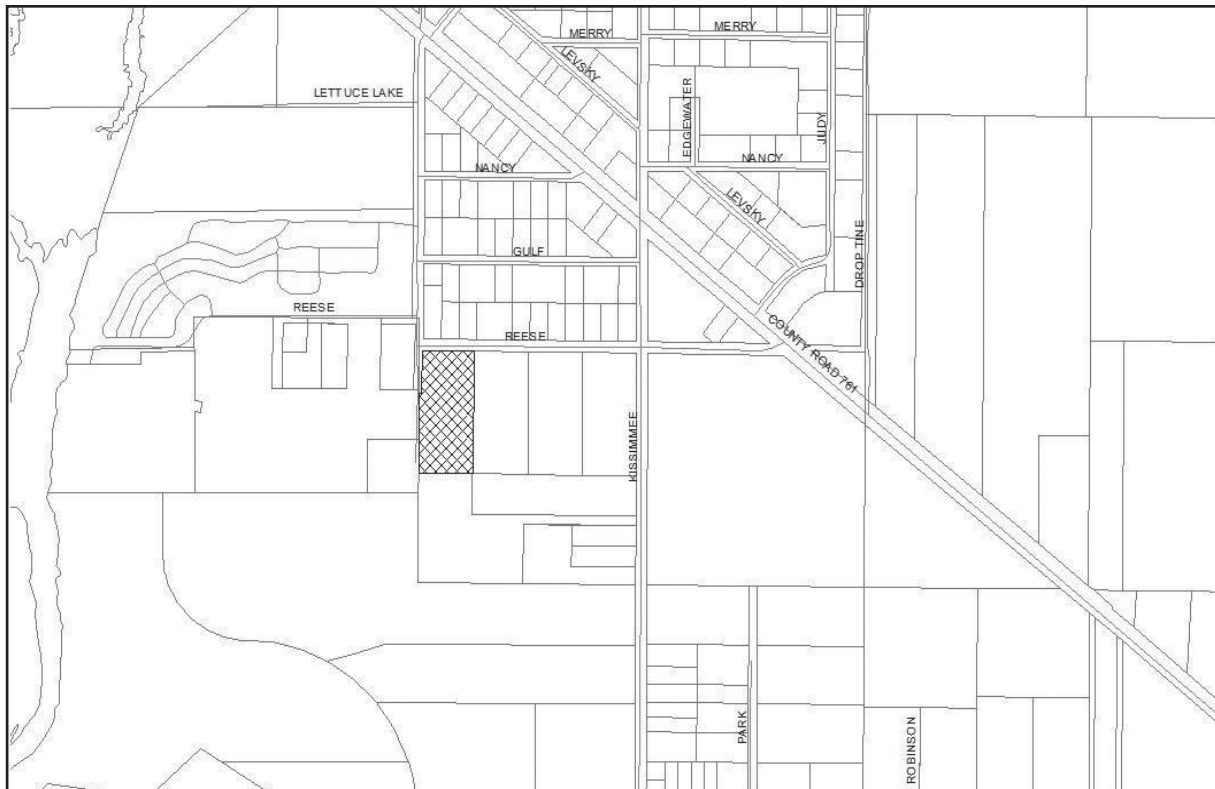 MERRY
MERRY
LEVSKY
LETTUCE LAKE
EDGEWATER
JUDY
NANCY
NANCY
LEVSKY
GULF
DROP TINE
REESE
REESE
COUNTY ROAD 761
KISSIMMEE
PARK
ROBINSON